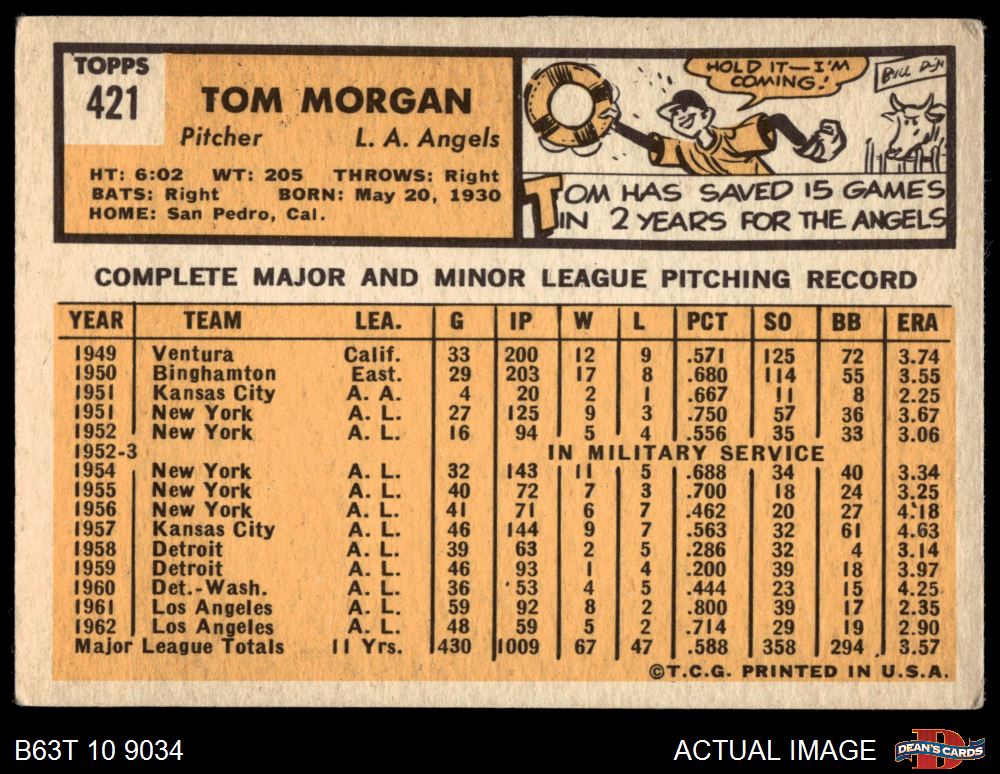 TOPPS
421
TOM MORGAN
Pitcher L. A. Angels
HT: 6:02 WT: 205 THROWS: Right
BATS: Right BORN: May 20, 1930
HOME: San Pedro, Cal.
HOLD IT—I'M
COMING!
BULL
TOM HAS SAVED 15 GAMES
IN 2 YEARS FOR THE ANGELS
COMPLETE MAJOR AND MINOR LEAGUE PITCHING RECORD
YEAR TEAM LEA. G IP W L PCT SO BB ERA
1949 Ventura Calif. 33 200 12 9 .571 125 72 3.74
1950 Binghamton East. 29 203 17 8 .680 114 55 3.55
1951 Kansas City A. A. 4 20 2 1 .667 11 8 2.25
1951 New York A. L. 27 125 9 3 .750 57 36 3.67
1952 New York A. L. 16 94 5 4 .556 35 33 3.06
1952-3 IN MILITARY SERVICE
1954 New York A. L. 32 143 11 5 .688 34 40 3.34
1955 New York A. L. 40 72 7 3 .700 18 24 3.25
1956 New York A. L. 41 71 6 7 .462 20 27 4.18
1957 Kansas City A. L. 46 144 9 7 .563 32 61 4.63
1958 Detroit A. L. 39 63 2 5 .286 32 4 3.14
1959 Detroit A. L. 46 93 1 4 .200 39 18 3.97
1960 Det.-Wash. A. L. 36 53 4 5 .444 23 15 4.25
1961 Los Angeles A. L. 59 92 8 2 .800 39 17 2.35
1962 Los Angeles A. L. 48 59 5 2 .714 29 19 2.90
Major League Totals 11 Yrs. 430 1009 67 47 .588 358 294 3.57
©T.C.G. PRINTED IN U.S.A.
B63T 10 9034 ACTUAL IMAGE
DEAN'S CARDS